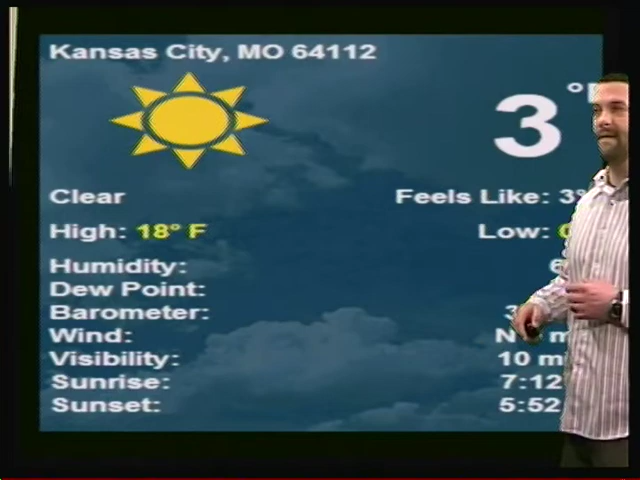 Kansas City, MO 64112
3°
Clear
Feels Like: 3°
High: 18° F
Low:
Humidity:
Dew Point:
Barometer:
Wind:
Visibility: 10
Sunrise: 7:12
Sunset: 5:52